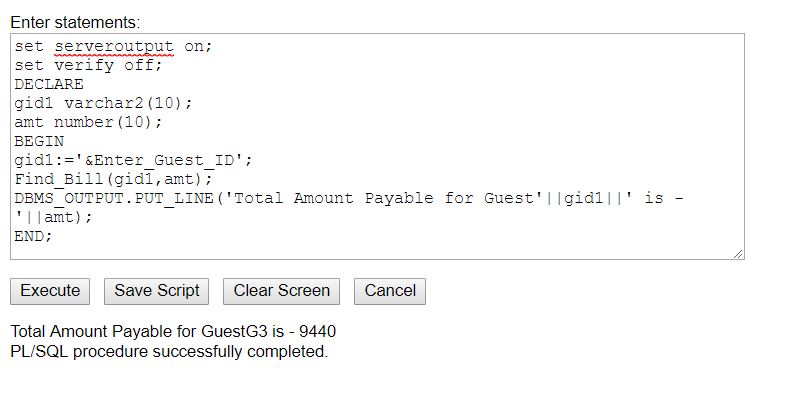 Enter statements:
set serveroutput on;
set verify off;
DECLARE
gid1 varchar2(10);
amt number(10);
BEGIN
gid1:='&Enter_Guest_ID';
Find_Bill(gid1,amt);
DBMS_OUTPUT.PUT_LINE('Total Amount Payable for Guest'||gid1||' is -
'||amt);
END;
Execute Save Script Clear Screen Cancel
Total Amount Payable for GuestG3 is - 9440
PL/SQL procedure successfully completed.